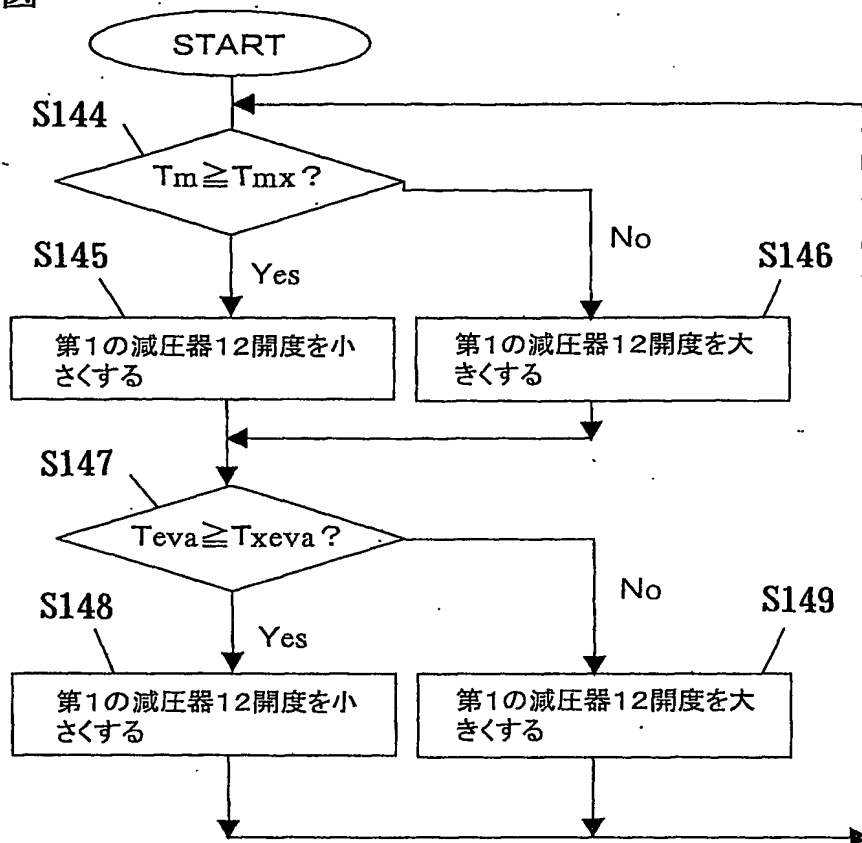 図
START
S144
Tm≧Tmx？
No
S145
Yes
S146
第1の減圧器12開度を小
さくする
第1の減圧器12開度を大
きくする
S147
Teva≧Txeva？
No
S148
Yes
S149
第1の減圧器12開度を小
さくする
第1の減圧器12開度を大
きくする